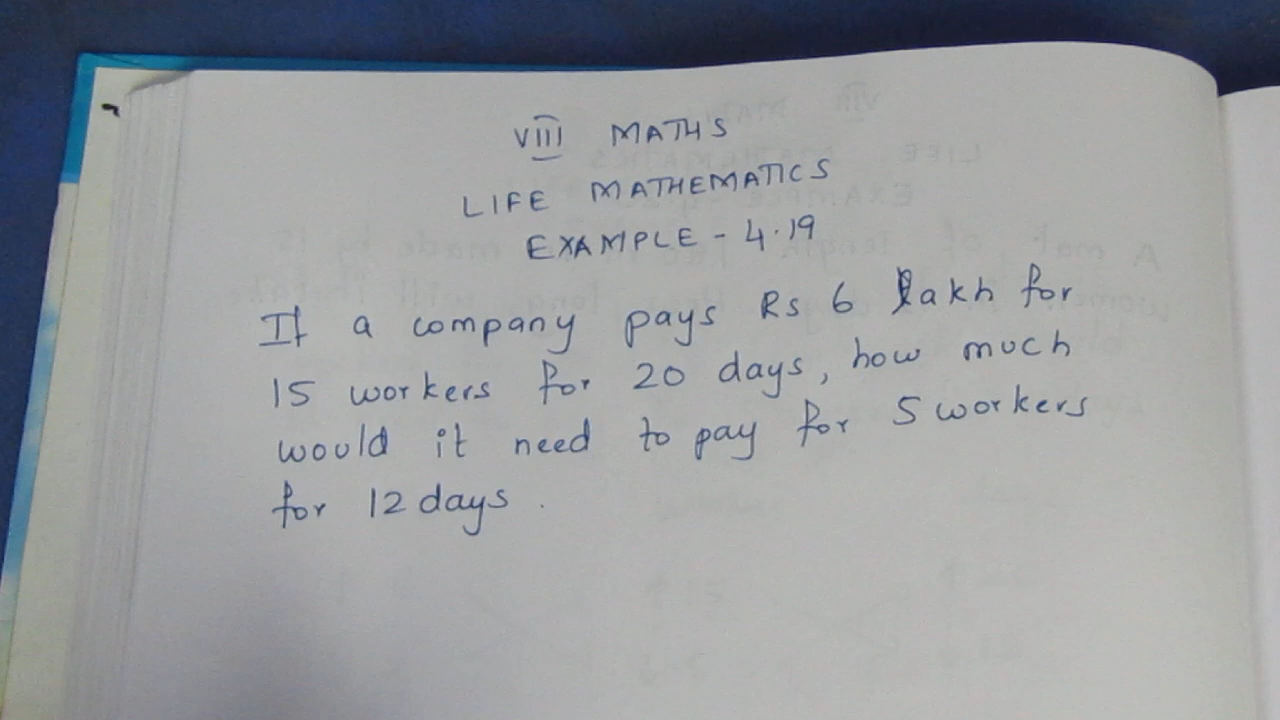 VIII MATHS
LIFE MATHEMATICS
EXAMPLE - 4.19
If a company pays Rs 6 lakh for
15 workers for 20 days, how much
would it need to pay for 5 workers
for 12 days.